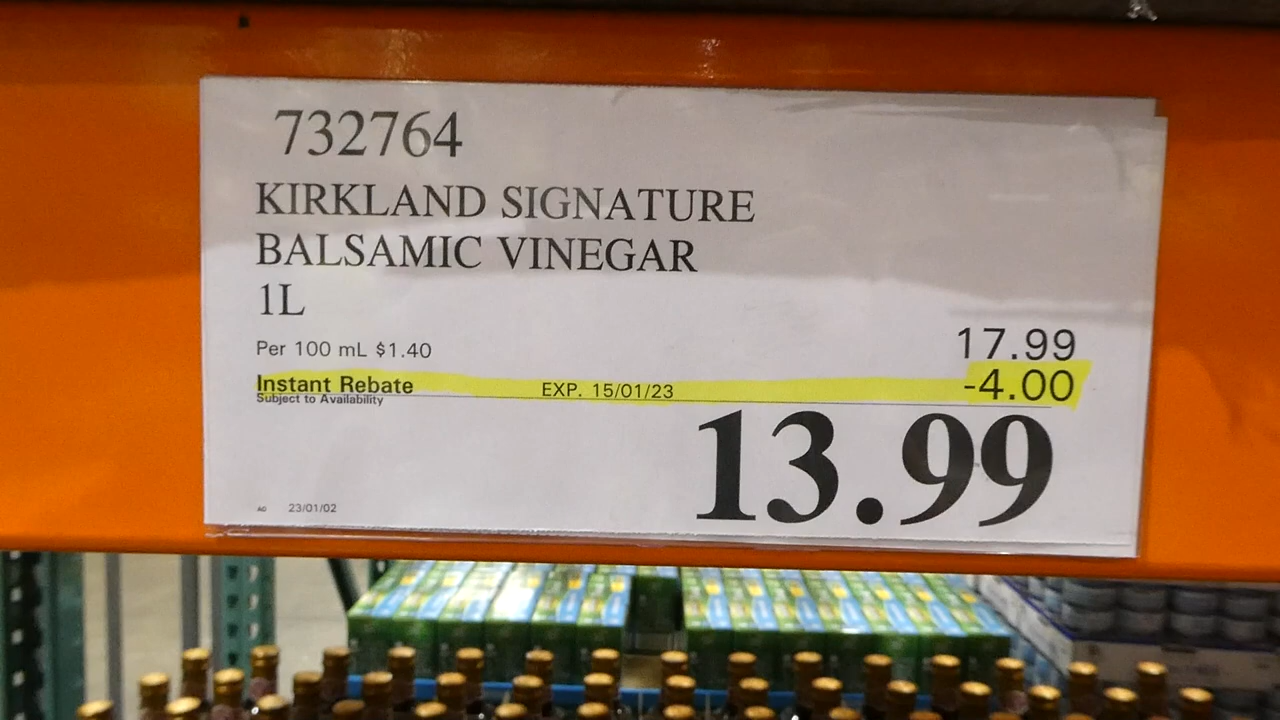 732764
KIRKLAND SIGNATURE
BALSAMIC VINEGAR
1L
Per 100 mL $1.40 17.99
Instant Rebate EXP. 15/01/23 -4.00
Subject to Availability
13.99
AG 23/01/02